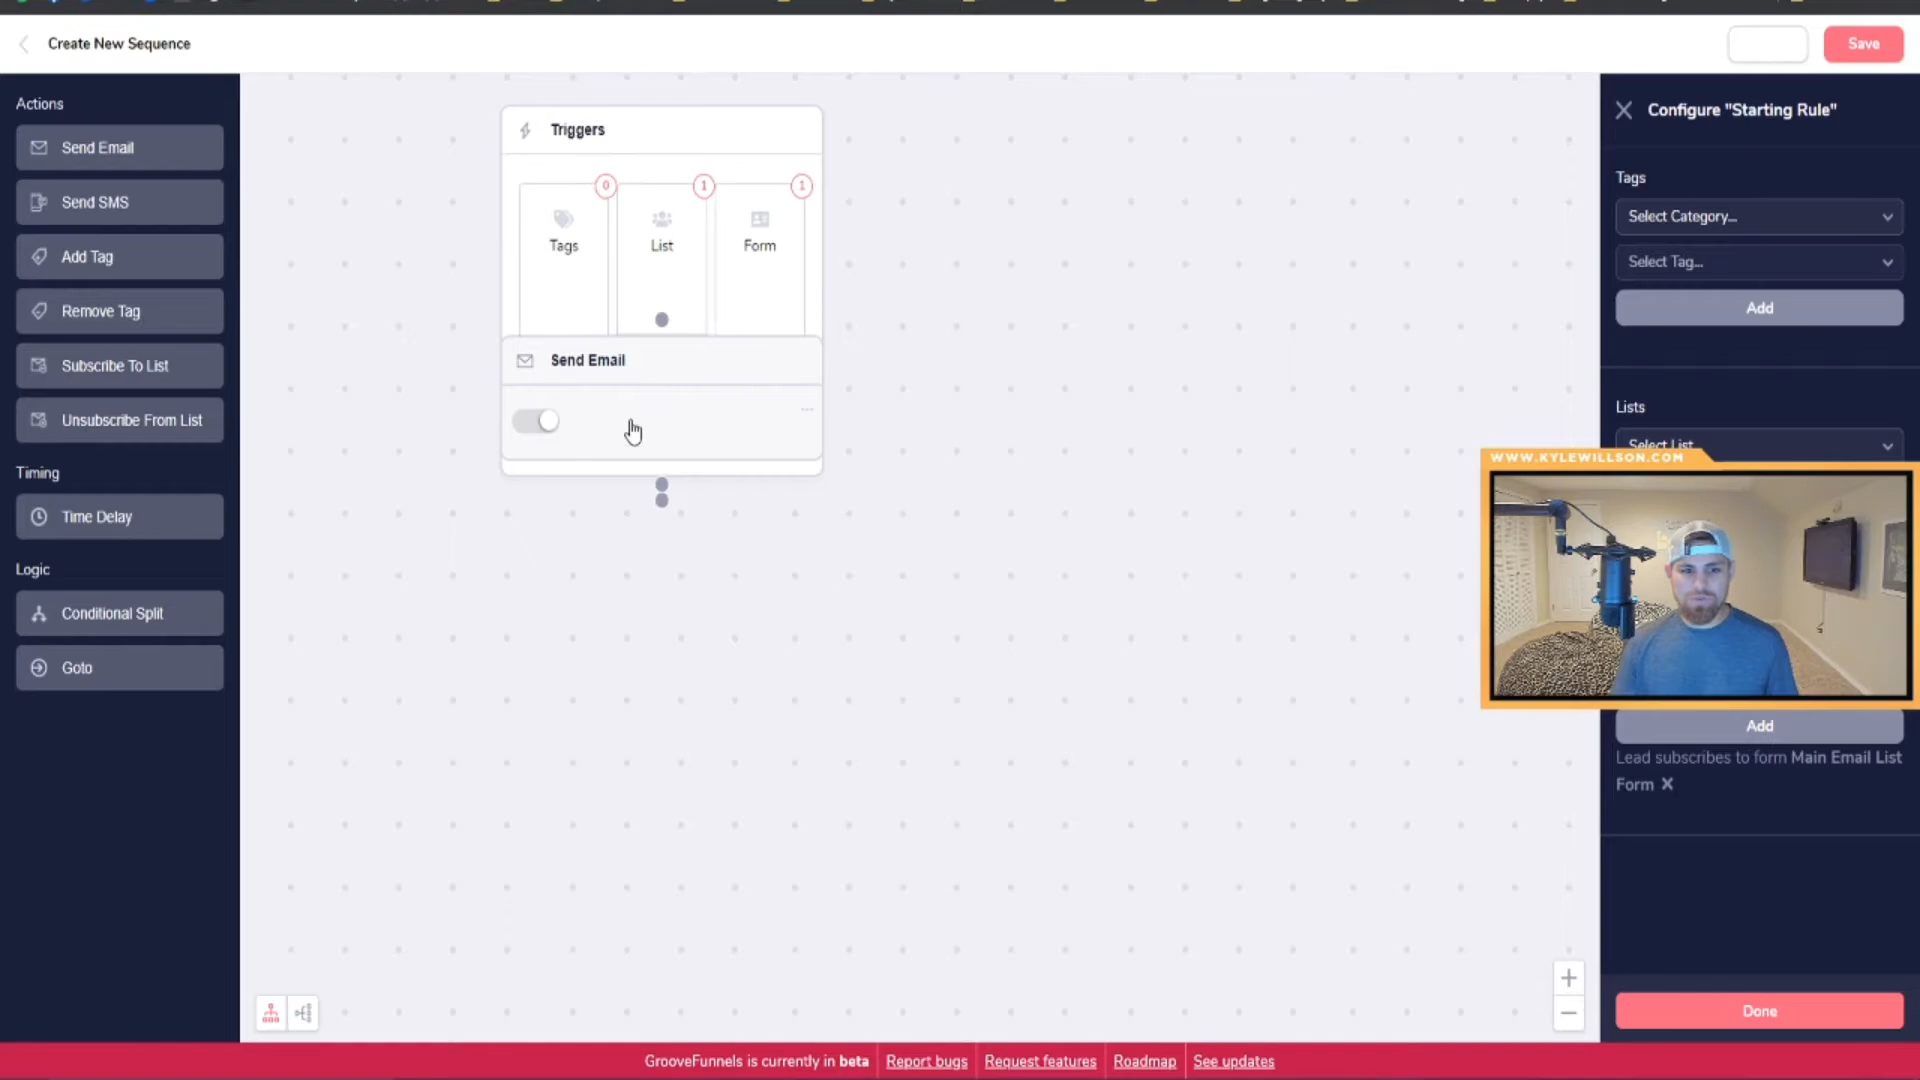 Create New Sequence
Save
Actions
Send Email
Send SMS
Add Tag
Remove Tag
Subscribe To List
Unsubscribe From List
Timing
Time Delay
Logic
Conditional Split
Goto
Triggers
0
1
1
Tags
List
Form
Send Email
Configure "Starting Rule"
Tags
Select Category...
Select Tag...
Add
Lists
Select List
WWW.KYLEWILLSON.COM
Add
Lead subscribes to form Main Email List
Form
Done
GrooveFunnels is currently in beta
Report bugs
Request features
Roadmap
See updates